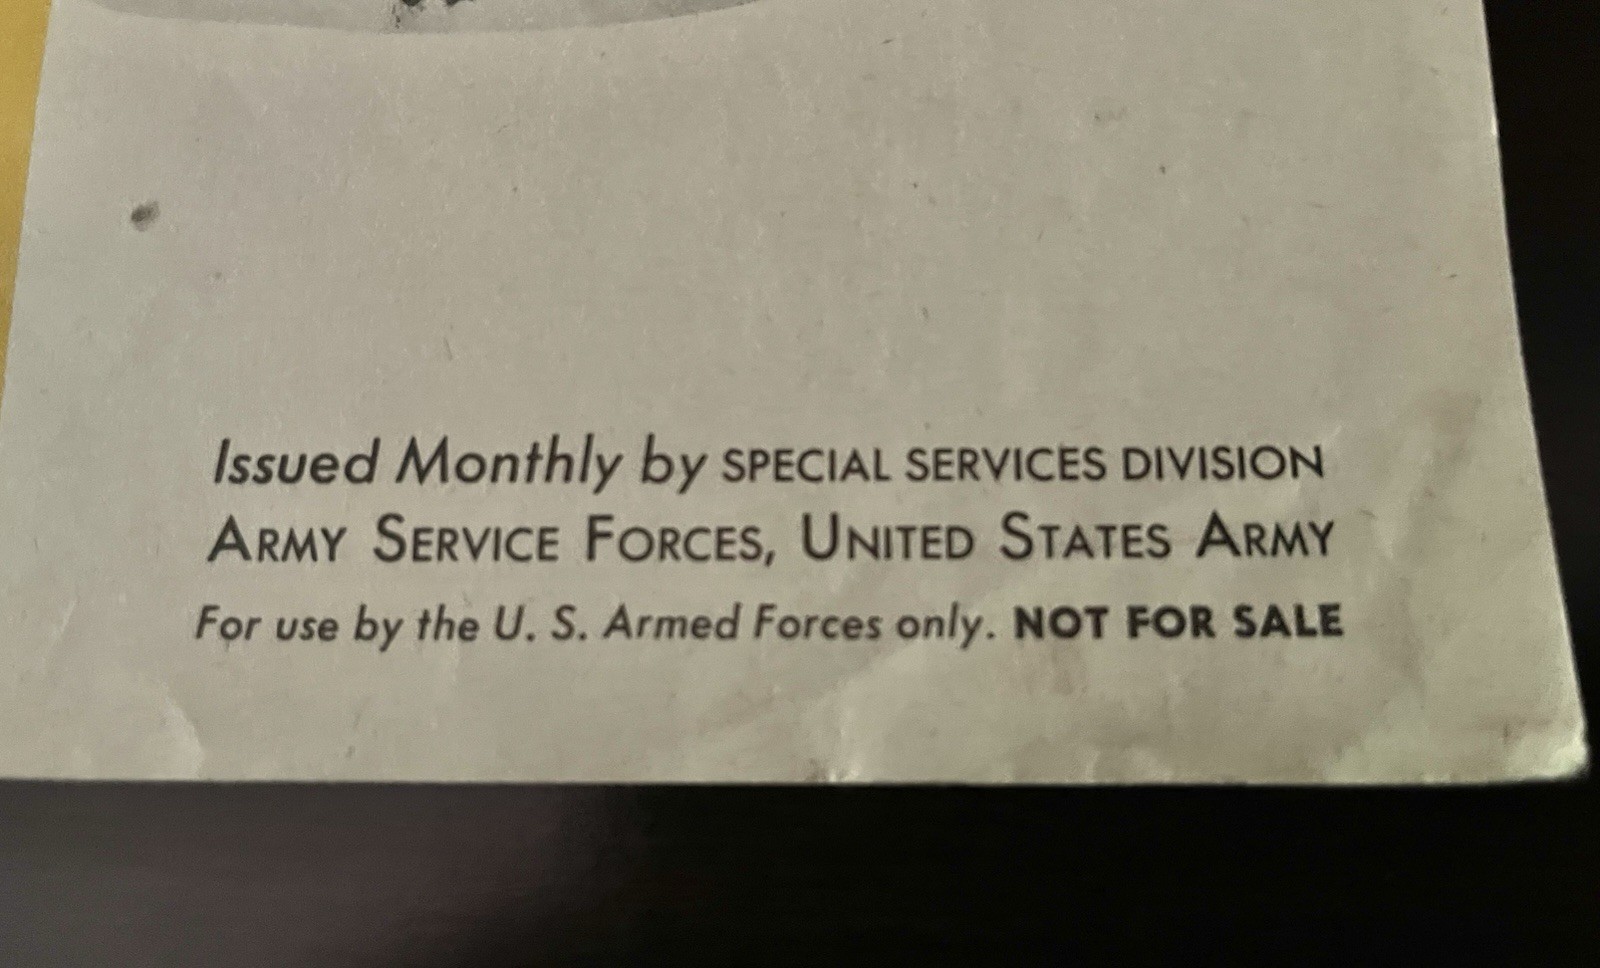 Issued Monthly by SPECIAL SERVICES DIVISION
ARMY SERVICE FORCES, UNITED STATES ARMY
For use by the U. S. Armed Forces only. NOT FOR SALE